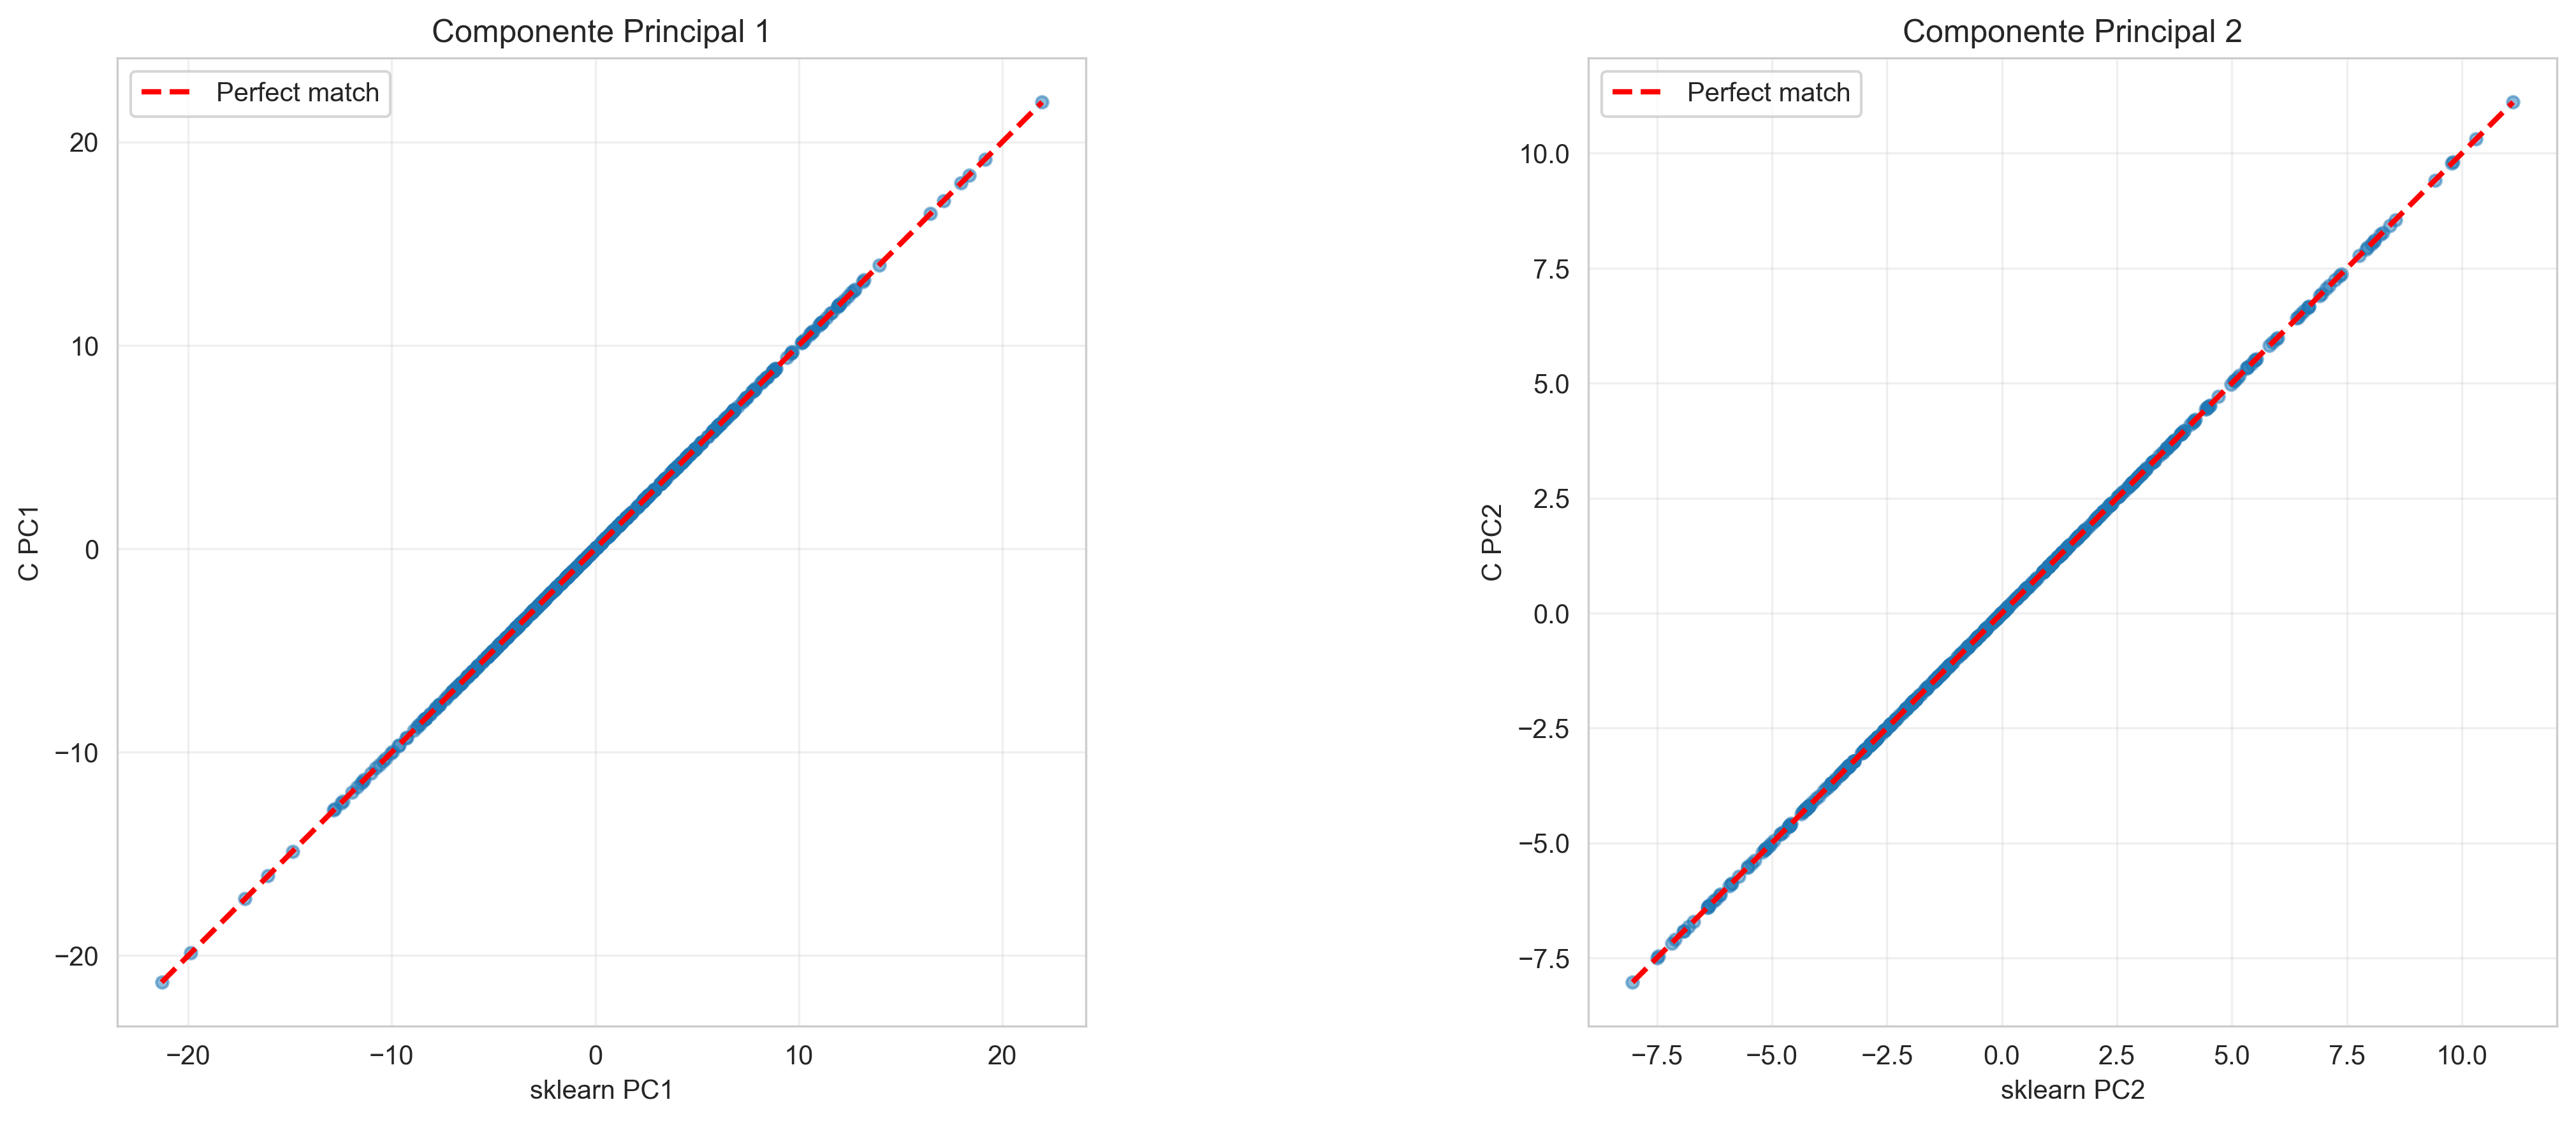 Componente Principal 1
Perfect match
20
10
0
−10
−20
C PC1
−20 −10 0 10 20
sklearn PC1
Componente Principal 2
Perfect match
10.0
7.5
5.0
2.5
0.0
−2.5
−5.0
−7.5
C PC2
−7.5 −5.0 −2.5 0.0 2.5 5.0 7.5 10.0
sklearn PC2